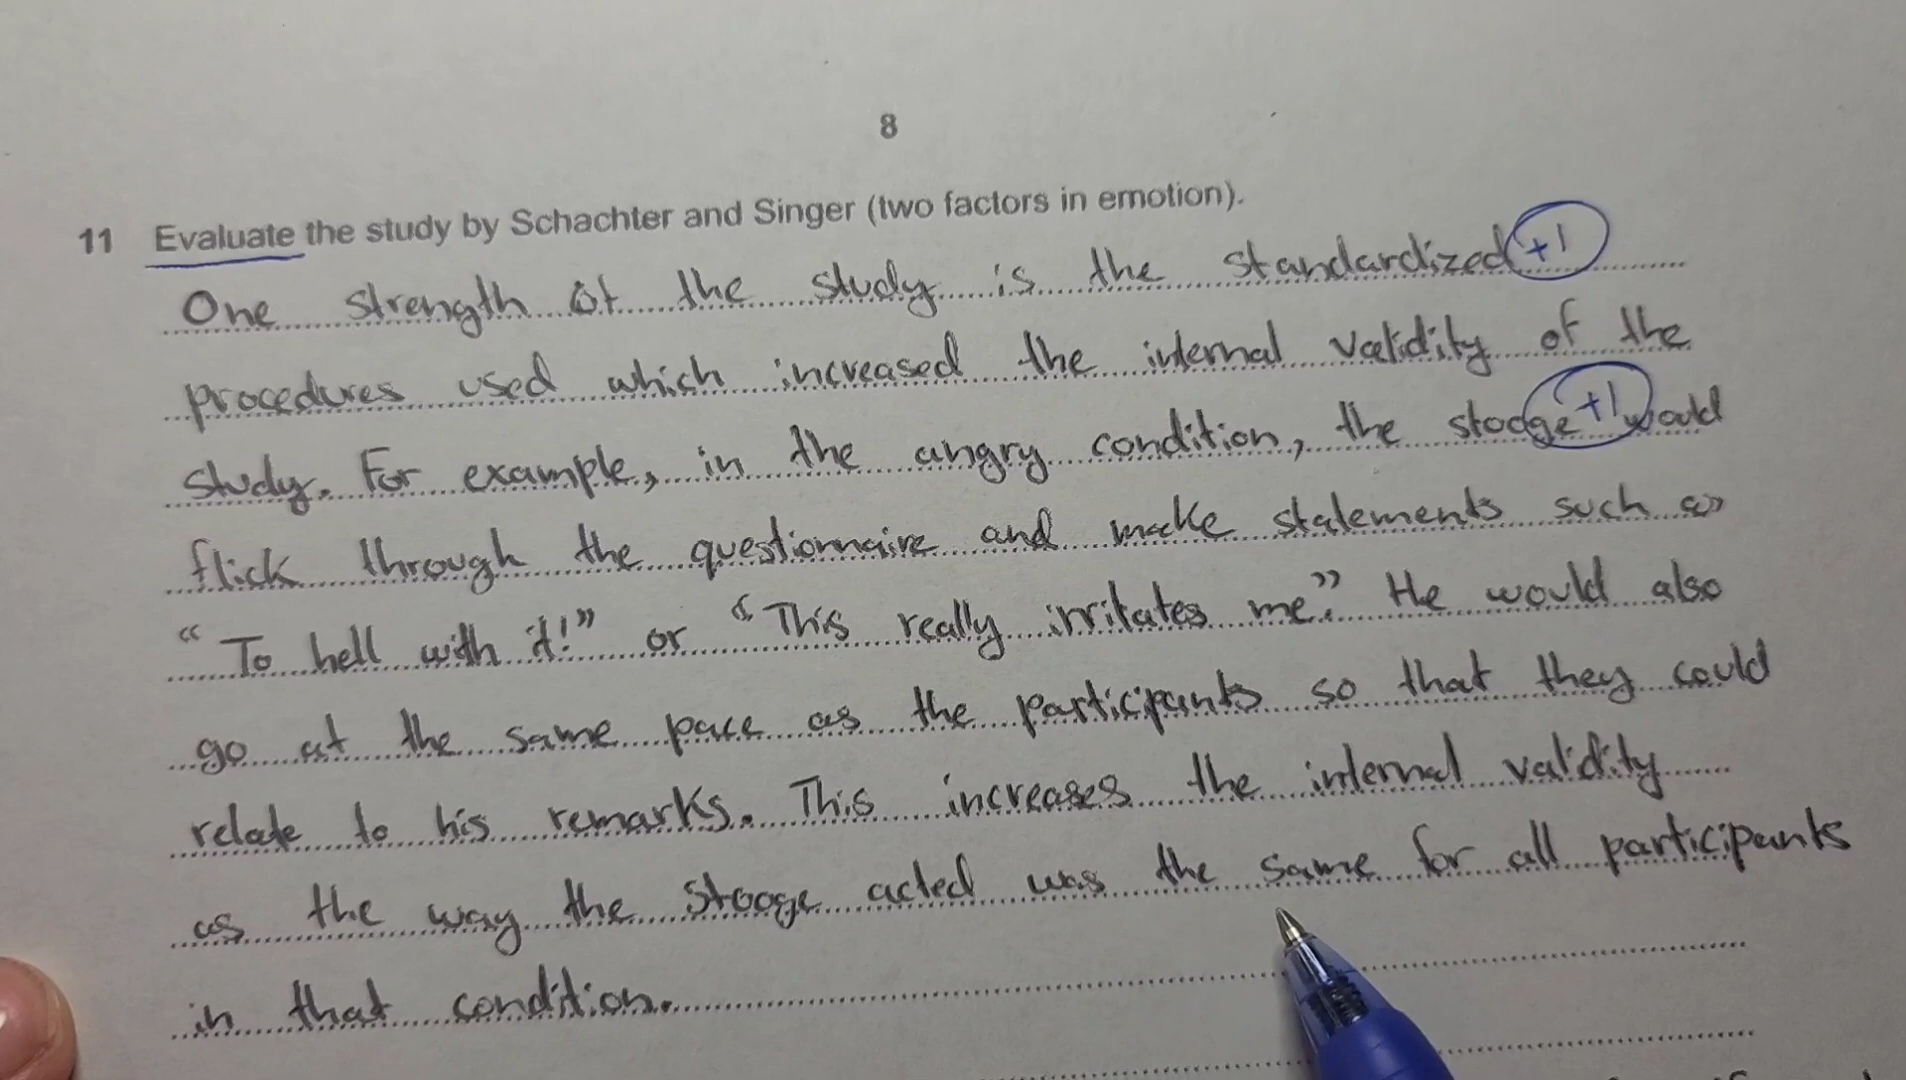 8
11 Evaluate the study by Schachter and Singer (two factors in emotion).
One strength of the study is the standardized +1
procedures used which increased the internal validity of the
study. For example, in the angry condition, the stooge +1 would
flick through the questionnaire and make statements such as
"To hell with it!" or "This really irritates me." He would also
go at the same pace as the participants so that they could
relate to his remarks. This increases the internal validity
as the way the stooge acted was the same for all participants
in that condition.